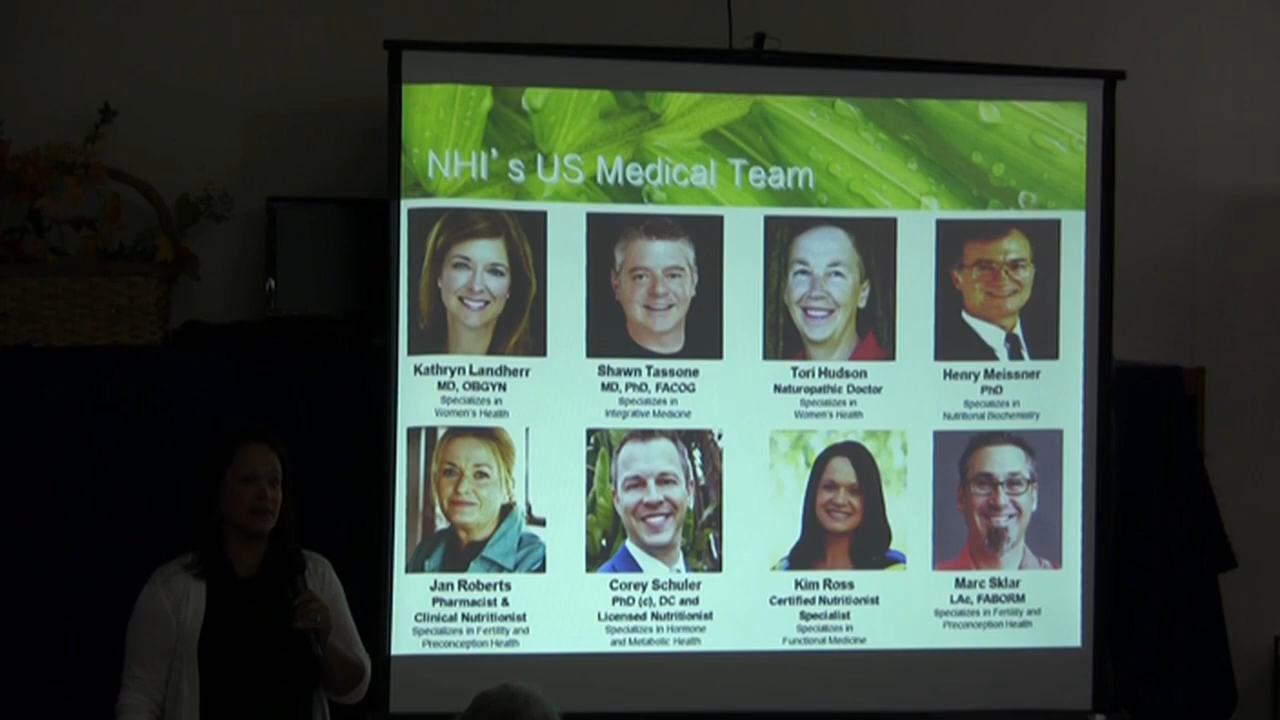 NHI's US Medical Team
Kathryn Landherr
MD, OBGYN
Specializes in
Women's Health
Shawn Tassone
MD, PhD, FACOG
Specializes in
Integrative Medicine
Tori Hudson
Naturopathic Doctor
Specializes in
Women's Health
Henry Meissner
PhD
Specializes in
Nutritional Biochemistry
Jan Roberts
Pharmacist &
Clinical Nutritionist
Specializes in Fertility and
Preconception Health
Corey Schuler
PhD (c), DC and
Licensed Nutritionist
Specializes in Hormone
and Metabolic Health
Kim Ross
Certified Nutritionist
Specialist
Specializes in
Functional Medicine
Marc Sklar
LAc, FABORM
Specializes in Fertility and
Preconception Health